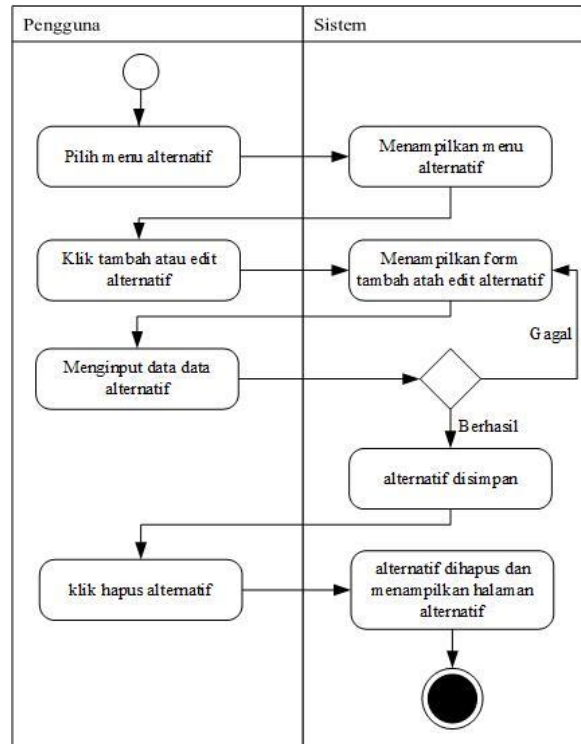 Pengguna
Sistem
Pilih menu alternatif
Menampilkan menu
alternatif
Klik tambah atau edit
alternatif
Menampilkan form
tambah atah edit alternatif
Gagal
Menginput data data
alternatif
Berhasil
alternatif disimpan
klik hapus alternatif
alternatif dihapus dan
menampilkan halaman
alternatif